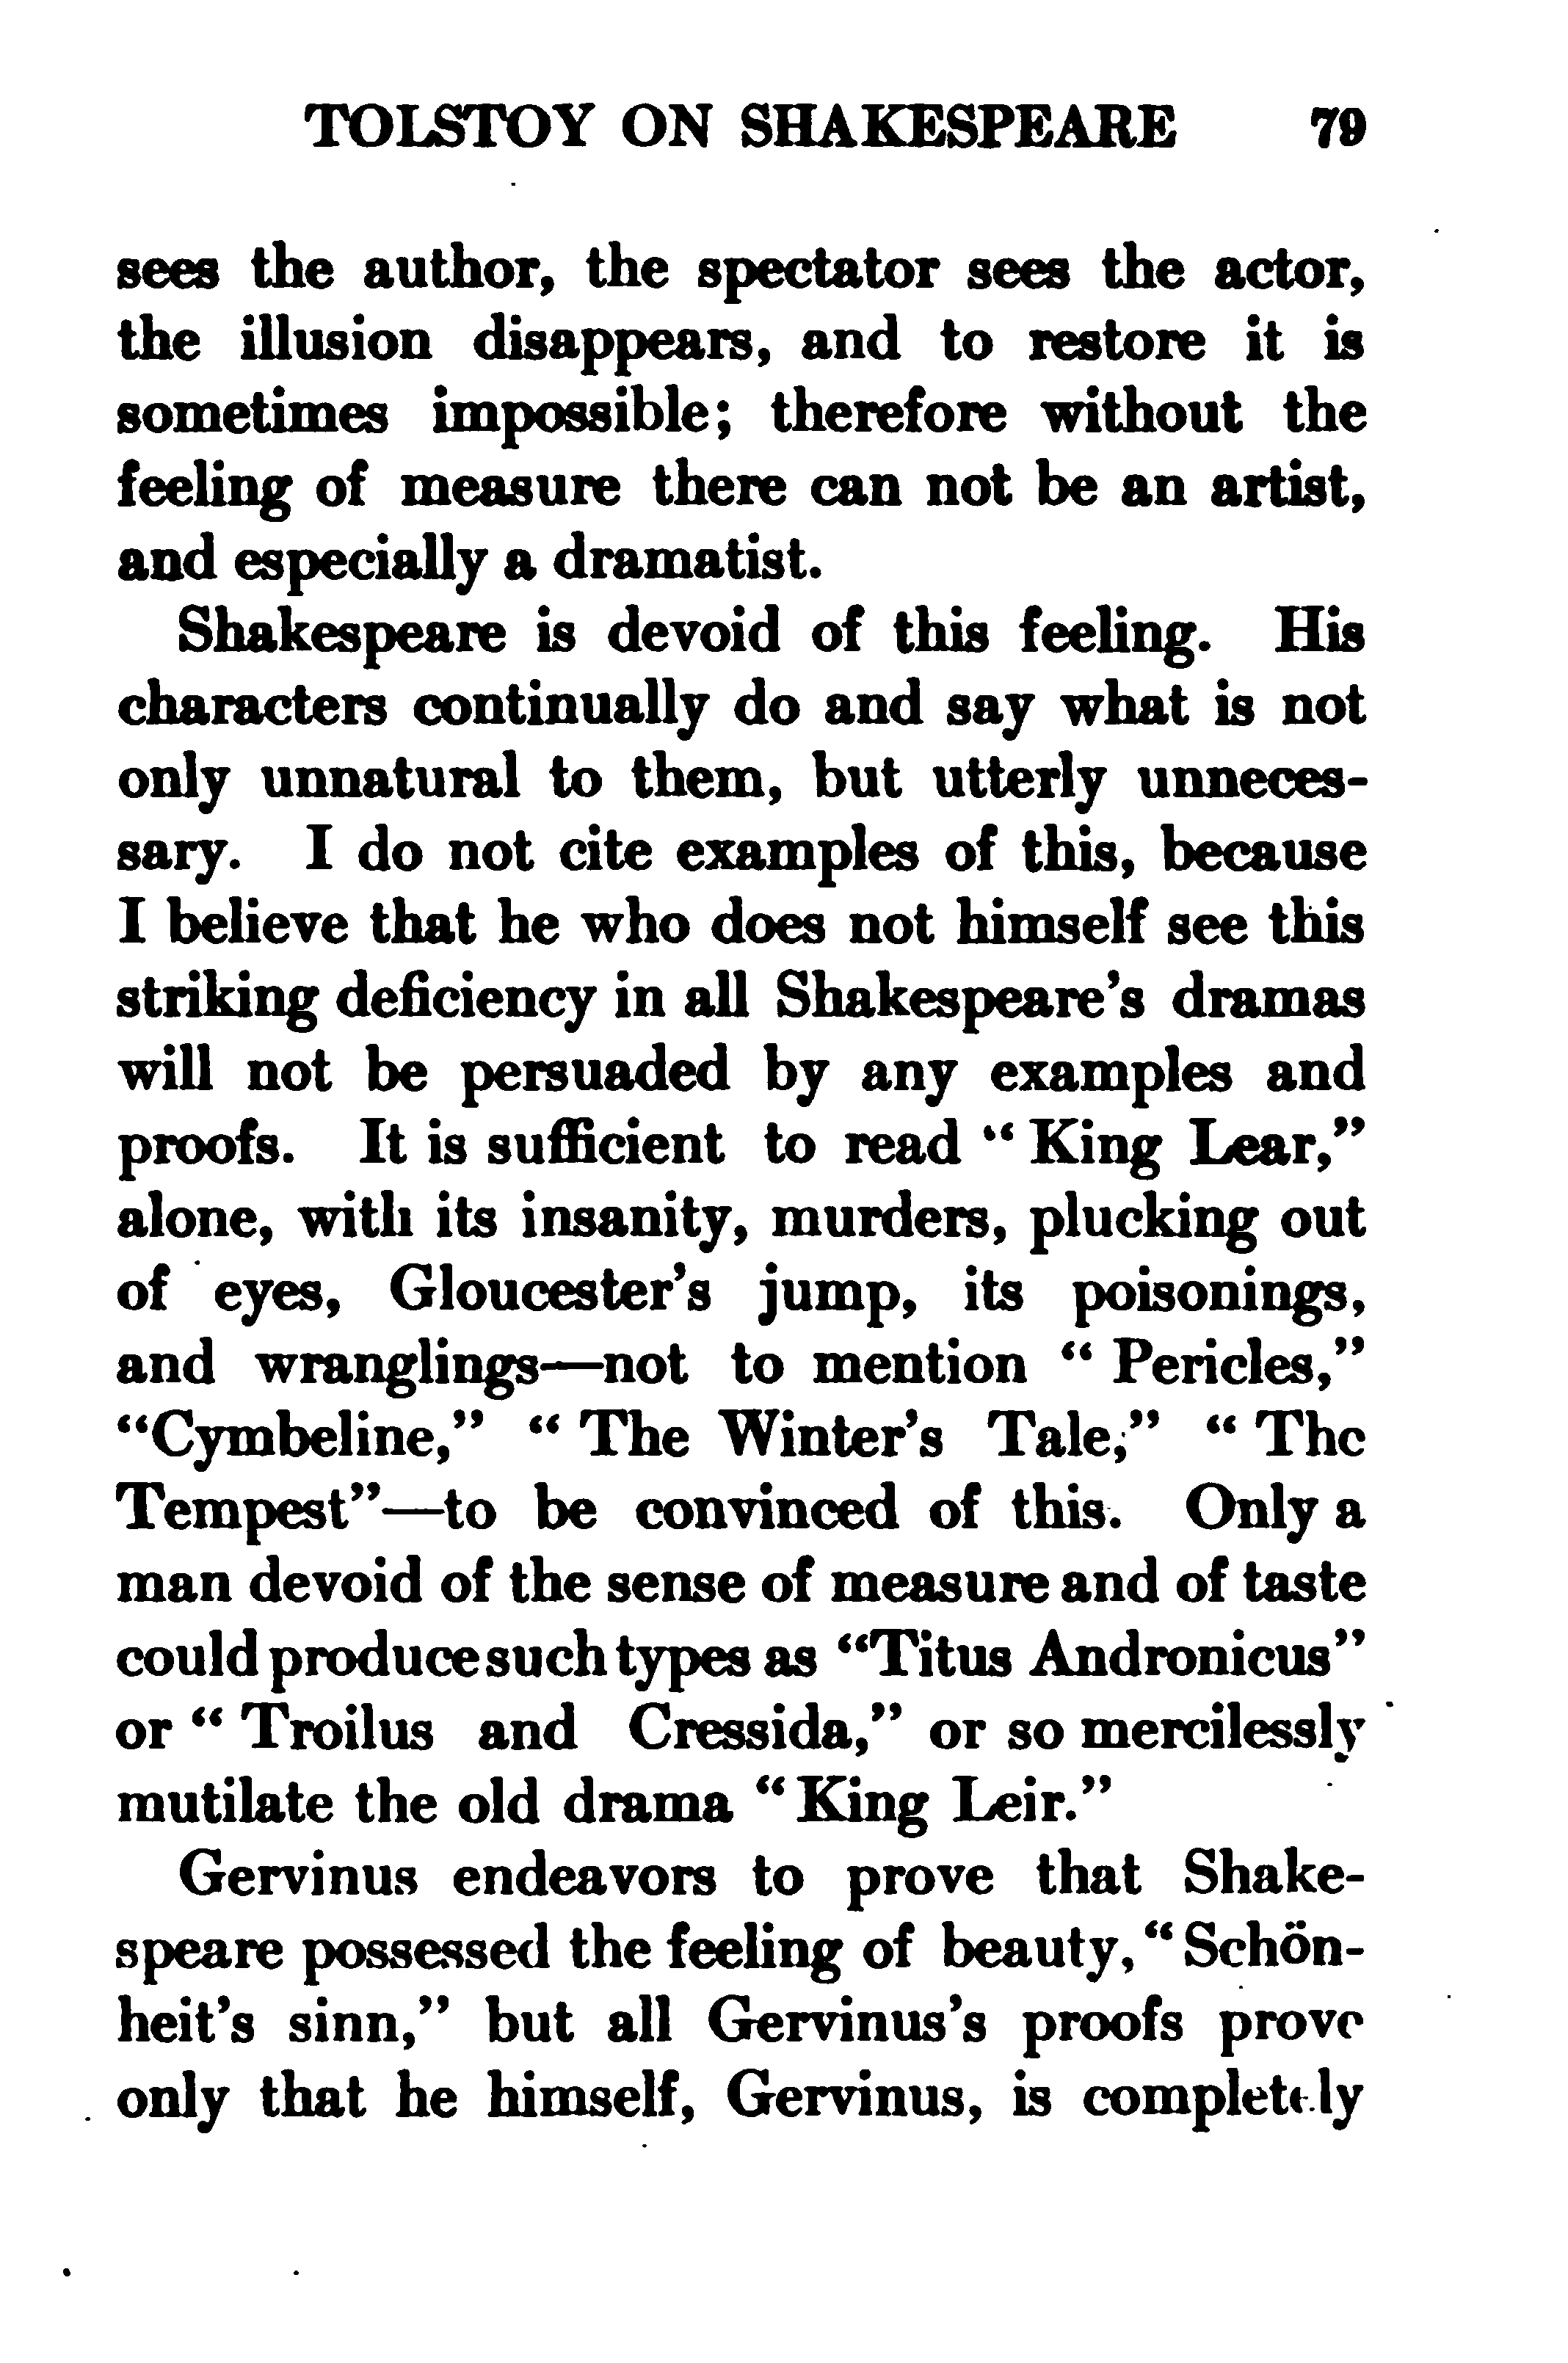 TOLSTOY ON SHAKESPEARE 79
sees the author, the spectator sees the actor,
the illusion disappears, and to restore it is
sometimes impossible; therefore without the
feeling of measure there can not be an artist,
and especially a dramatist.
Shakespeare is devoid of this feeling. His
characters continually do and say what is not
only unnatural to them, but utterly unneces-
sary. I do not cite examples of this, because
I believe that he who does not himself see this
striking deficiency in all Shakespeare's dramas
will not be persuaded by any examples and
proofs. It is sufficient to read “ King Lear,”
alone, with its insanity, murders, plucking out
of eyes, Gloucester's jump, its poisonings,
and wranglings—not to mention “ Pericles,”
“Cymbeline,” “ The Winter's Tale,” “ The
Tempest”—to be convinced of this. Only a
man devoid of the sense of measure and of taste
could produce such types as “Titus Andronicus”
or “ Troilus and Cressida,” or so mercilessly
mutilate the old drama “ King Leir.”
Gervinus endeavors to prove that Shake-
speare possessed the feeling of beauty, “ Schön-
heit's sinn,” but all Gervinus's proofs prove
only that he himself, Gervinus, is completely